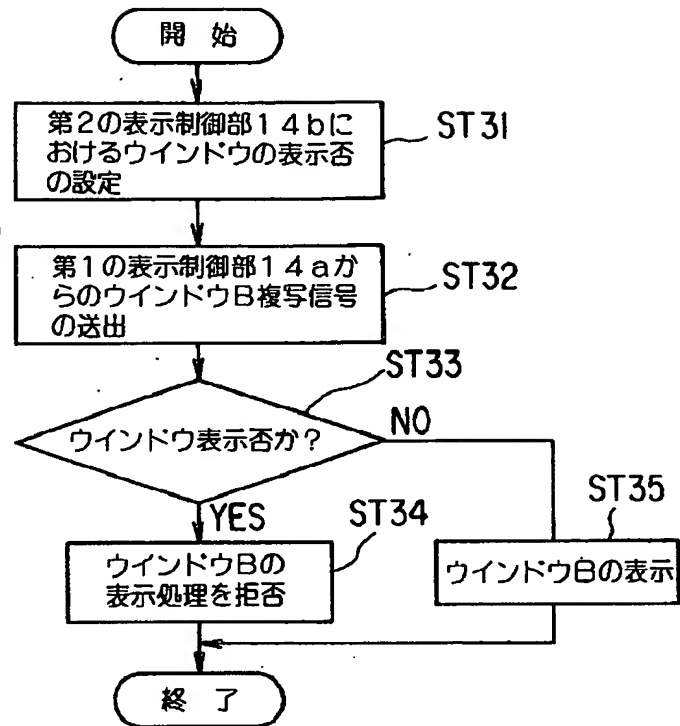 開 始
第2の表示制御部14bに
おけるウインドウの表示否
の設定
ST31
第1の表示制御部14aか
らのウインドウB複写信号
の送出
ST32
ST33
ウインドウ表示否か?
NO
YES
ST34
ST35
ウインドウBの
表示処理を拒否
ウインドウBの表示
終 了